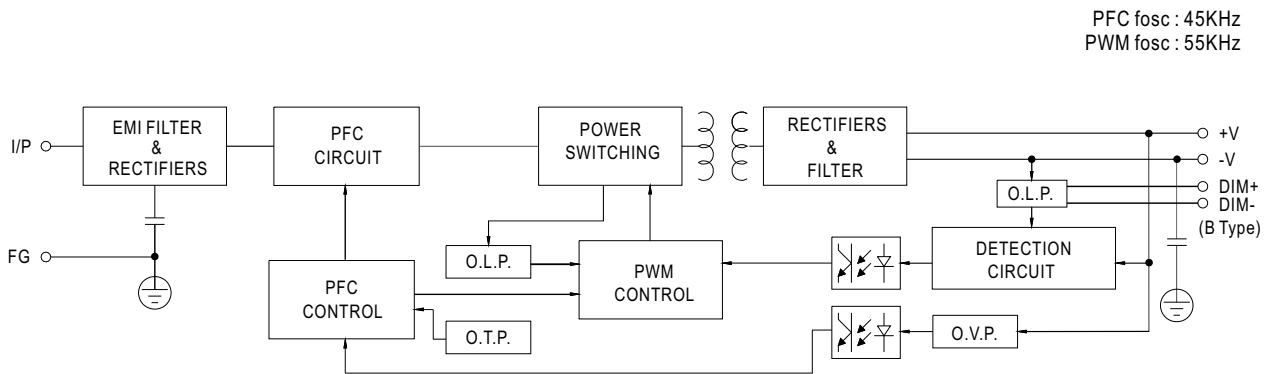 PFC fosc : 45KHz
PWM fosc : 55KHz
I/P
EMI FILTER
&
RECTIFIERS
PFC
CIRCUIT
POWER
SWITCHING
RECTIFIERS
&
FILTER
+V
-V
O.L.P.
DIM+
DIM-
(B Type)
FG
PFC
CONTROL
O.L.P.
O.T.P.
PWM
CONTROL
DETECTION
CIRCUIT
O.V.P.